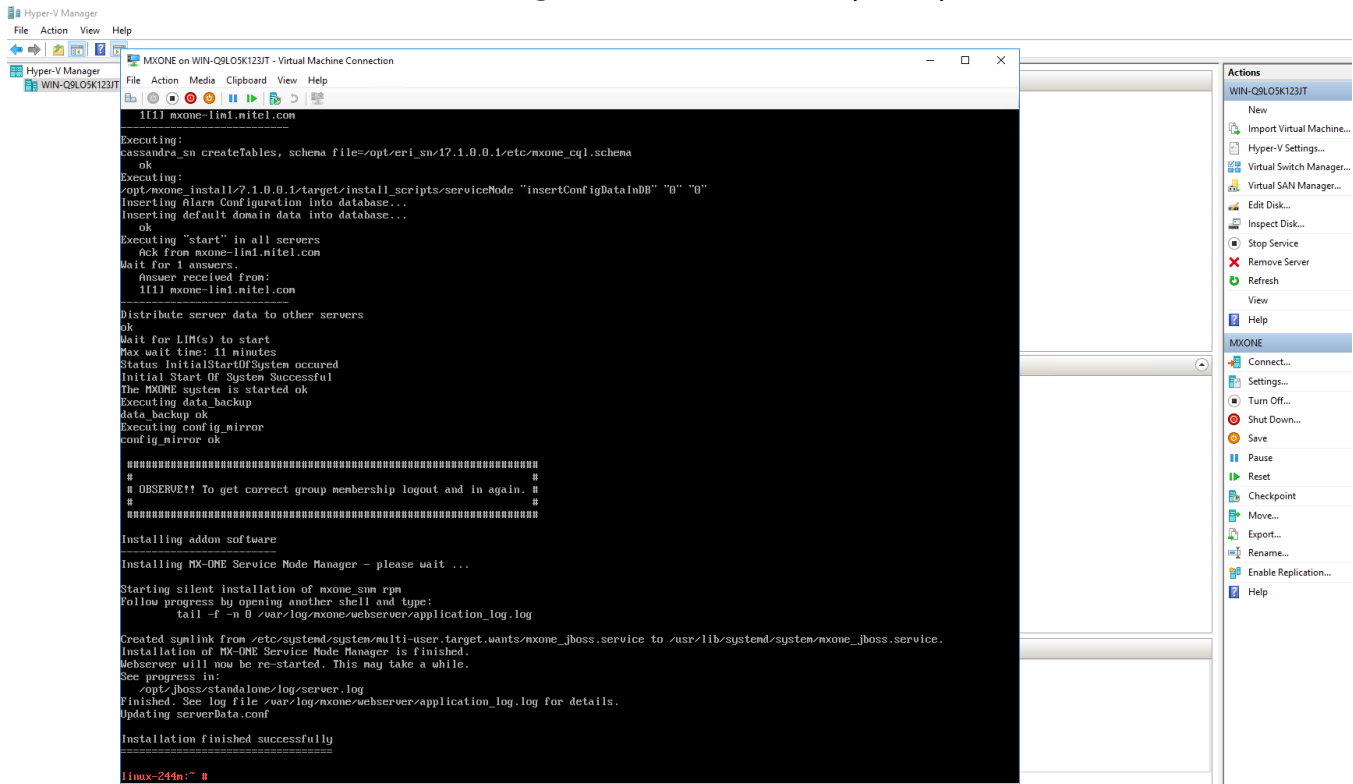 Hyper-V Manager
File Action View Help
Hyper-V Manager
WIN-Q9LO5K123JT
MXONE on WIN-Q9LO5K123JT - Virtual Machine Connection
File Action Media Clipboard View Help
1[1] mxone-lim1.mitel.com
----------------------------
Executing:
cassandra_sn createTables, schema file=/opt/eri_sn/17.1.0.0.1/etc/mxone_cql.schema
ok
Executing:
/opt/mxone_install/7.1.0.0.1/target/install_scripts/serviceNode "insertConfigDataInDB" "0" "0"
Inserting Alarm Configuration into database...
Inserting default domain data into database...
ok
Executing "start" in all servers
Ack from mxone-lim1.mitel.com
Wait for 1 answers.
Answer received from:
1[1] mxone-lim1.mitel.com
----------------------------
Distribute server data to other servers
ok
Wait for LIM(s) to start
Max wait time: 11 minutes
Status InitialStartOfSystem occured
Initial Start Of System Successful
The MXONE system is started ok
Executing data_backup
data_backup ok
Executing config_mirror
config_mirror ok
####################################################################
# #
# OBSERVE!! To get correct group membership logout and in again. #
# #
####################################################################
Installing addon software
--------------------------
Installing MX-ONE Service Node Manager - please wait ...
Starting silent installation of mxone_snm rpm
Follow progress by opening another shell and type:
tail -f -n 0 /var/log/mxone/webserver/application_log.log
Created symlink from /etc/systemd/system/multi-user.target.wants/mxone_jboss.service to /usr/lib/systemd/system/mxone_jboss.service.
Installation of MX-ONE Service Node Manager is finished.
Webserver will now be re-started. This may take a while.
See progress in:
/opt/jboss/standalone/log/server.log
Finished. See log file /var/log/mxone/webserver/application_log.log for details.
Updating serverData.conf
Installation finished successfully
===================================
linux-244m:~ #
Actions
WIN-Q9LO5K123JT
New
Import Virtual Machine...
Hyper-V Settings...
Virtual Switch Manager...
Virtual SAN Manager...
Edit Disk...
Inspect Disk...
Stop Service
Remove Server
Refresh
View
Help
MXONE
Connect...
Settings...
Turn Off...
Shut Down...
Save
Pause
Reset
Checkpoint
Move...
Export...
Rename...
Enable Replication...
Help